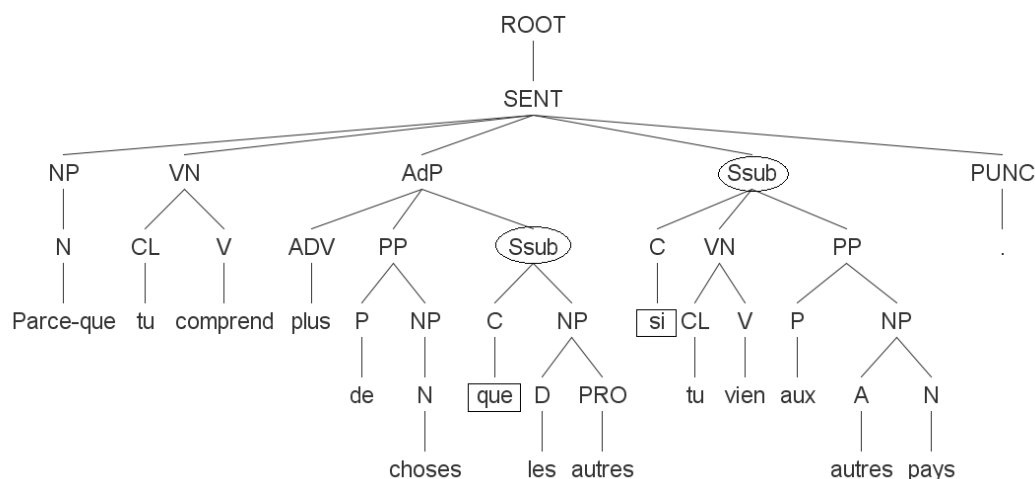 ROOT
SENT
NP VN AdP Ssub PUNC
N CL V ADV PP Ssub C VN PP .
Parce-que tu comprend plus P NP C NP si CL V P NP
de N que D PRO tu vien aux A N
choses les autres autres pays